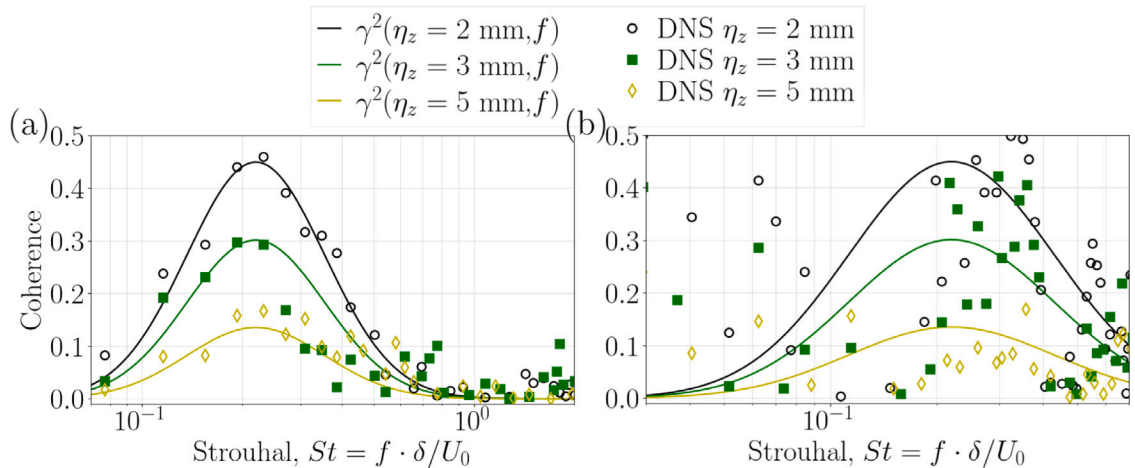 γ²(η_z = 2 mm,f)
γ²(η_z = 3 mm,f)
γ²(η_z = 5 mm,f)
DNS η_z = 2 mm
DNS η_z = 3 mm
DNS η_z = 5 mm
(a)
0.5
0.4
0.3
0.2
0.1
0.0
Coherence
10⁻¹
10⁰
Strouhal, St = f · δ/U₀
(b)
0.5
0.4
0.3
0.2
0.1
0.0
10⁻¹
Strouhal, St = f · δ/U₀